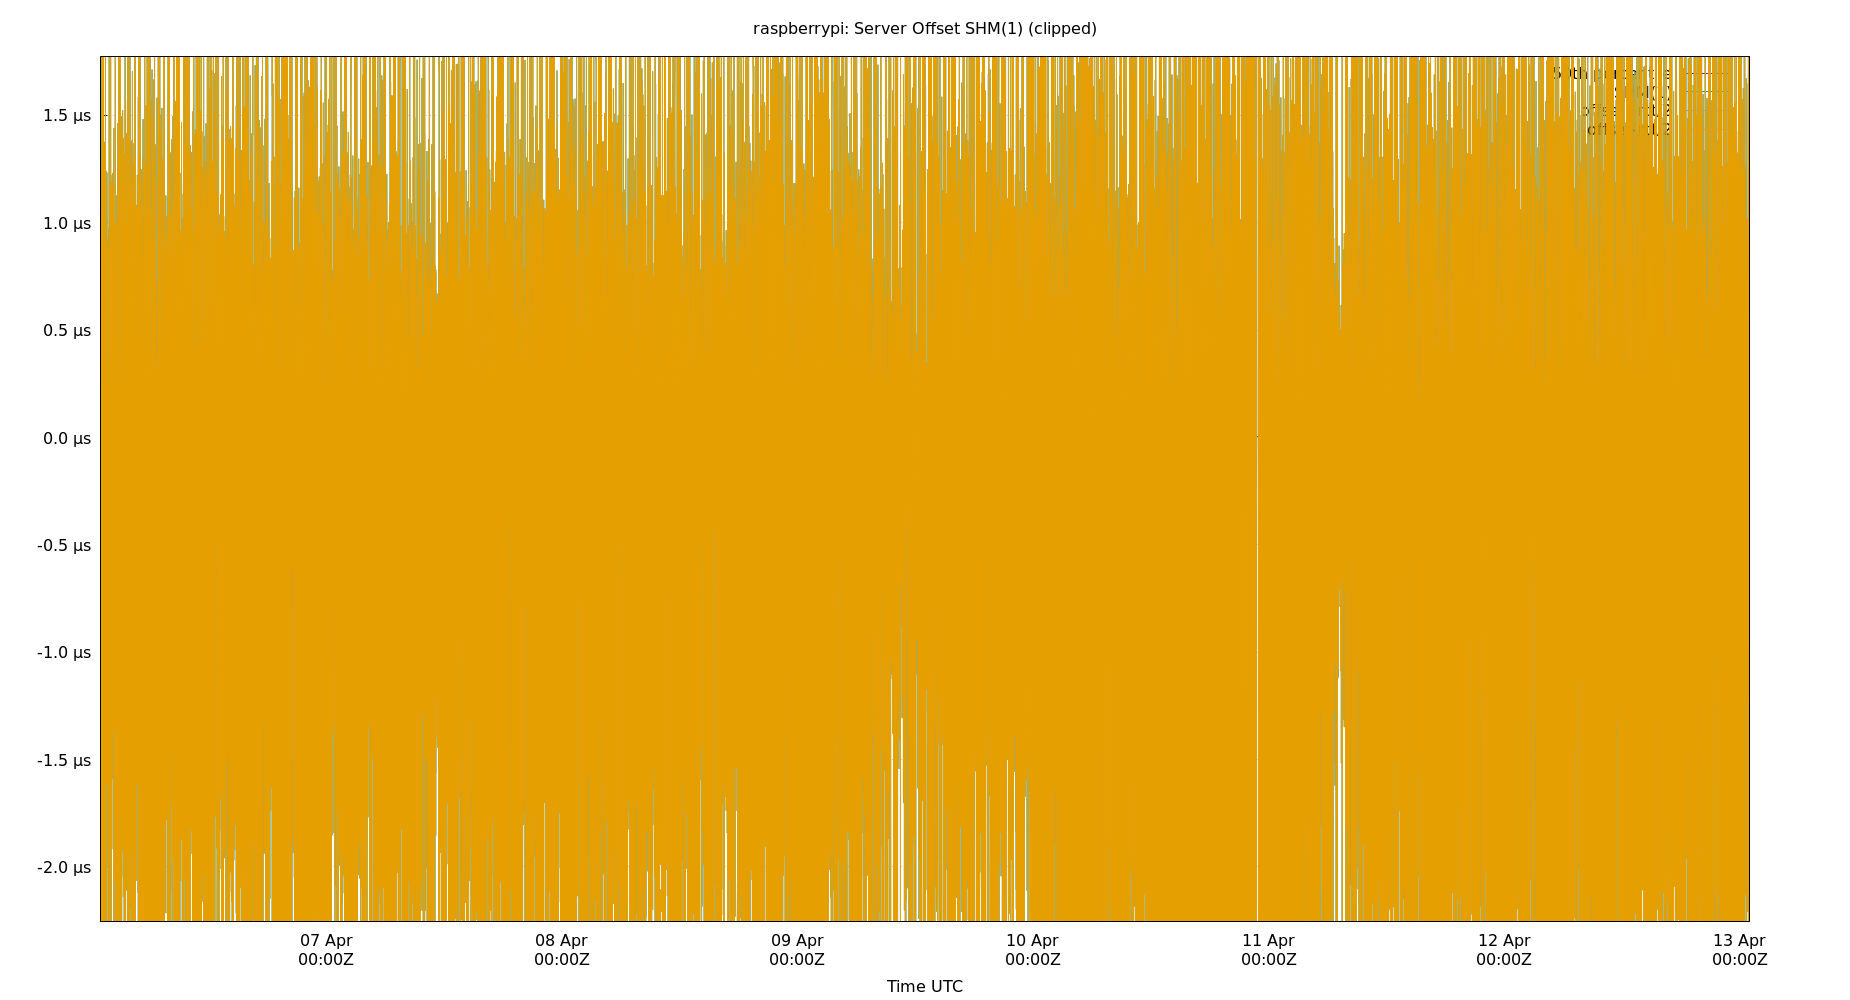 raspberrypi: Server Offset SHM(1) (clipped)
1.5 µs
1.0 µs
0.5 µs
0.0 µs
-0.5 µs
-1.0 µs
-1.5 µs
-2.0 µs
07 Apr 08 Apr 09 Apr 10 Apr 11 Apr 12 Apr 13 Apr
00:00Z 00:00Z 00:00Z 00:00Z 00:00Z 00:00Z 00:00Z
Time UTC